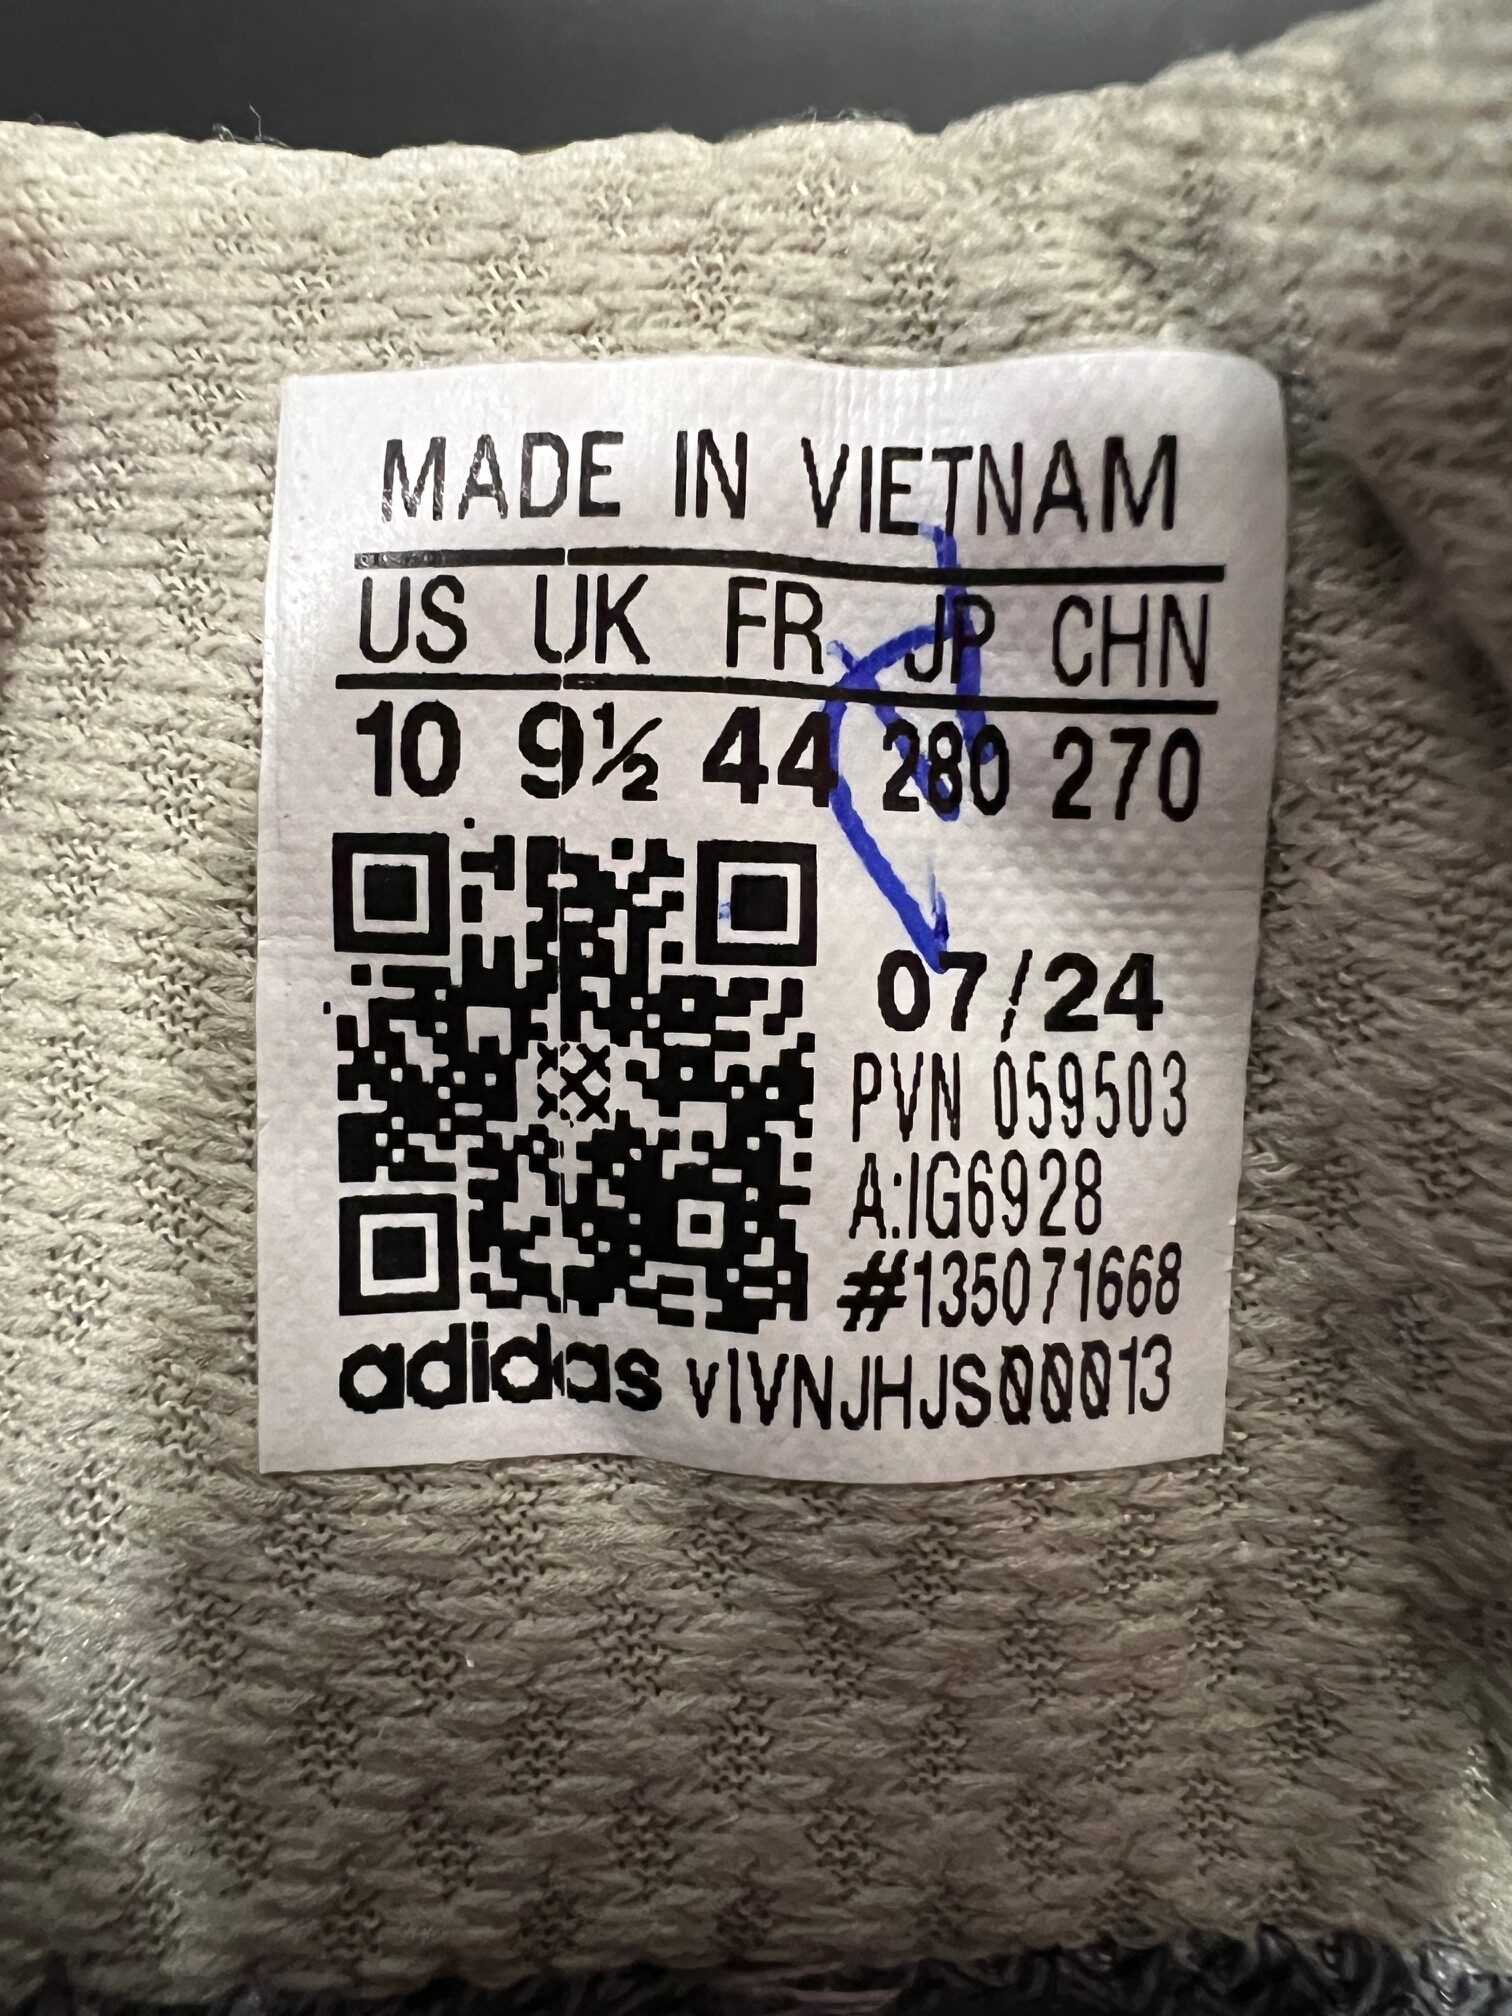 MADE IN VIETNAM
US UK FR JP CHN
10 9½ 44 280 270
07/24
PVN 059503
A:IG6928
#135071668
adidas v1VNJHJS00013